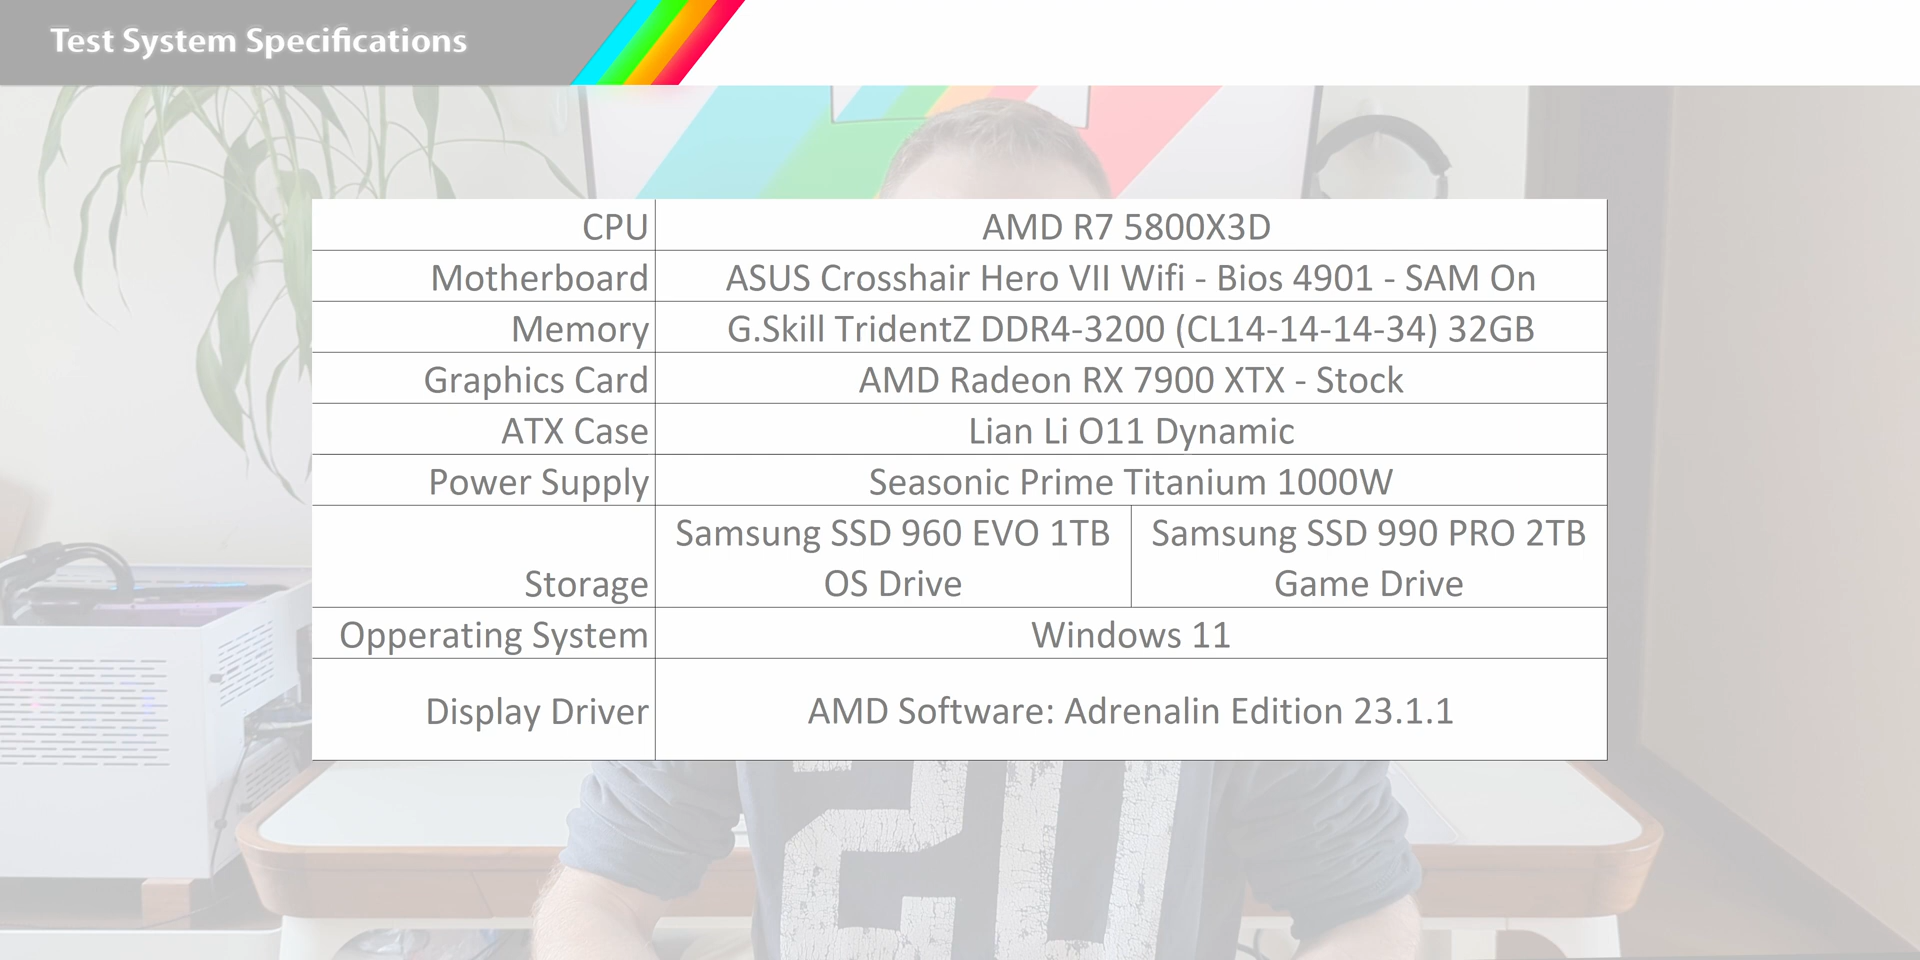 Test System Specifications
CPU AMD R7 5800X3D
Motherboard ASUS Crosshair Hero VII Wifi - Bios 4901 - SAM On
Memory G.Skill TridentZ DDR4-3200 (CL14-14-14-34) 32GB
Graphics Card AMD Radeon RX 7900 XTX - Stock
ATX Case Lian Li O11 Dynamic
Power Supply Seasonic Prime Titanium 1000W
Samsung SSD 960 EVO 1TB Samsung SSD 990 PRO 2TB
Storage OS Drive Game Drive
Opperating System Windows 11
Display Driver AMD Software: Adrenalin Edition 23.1.1
20